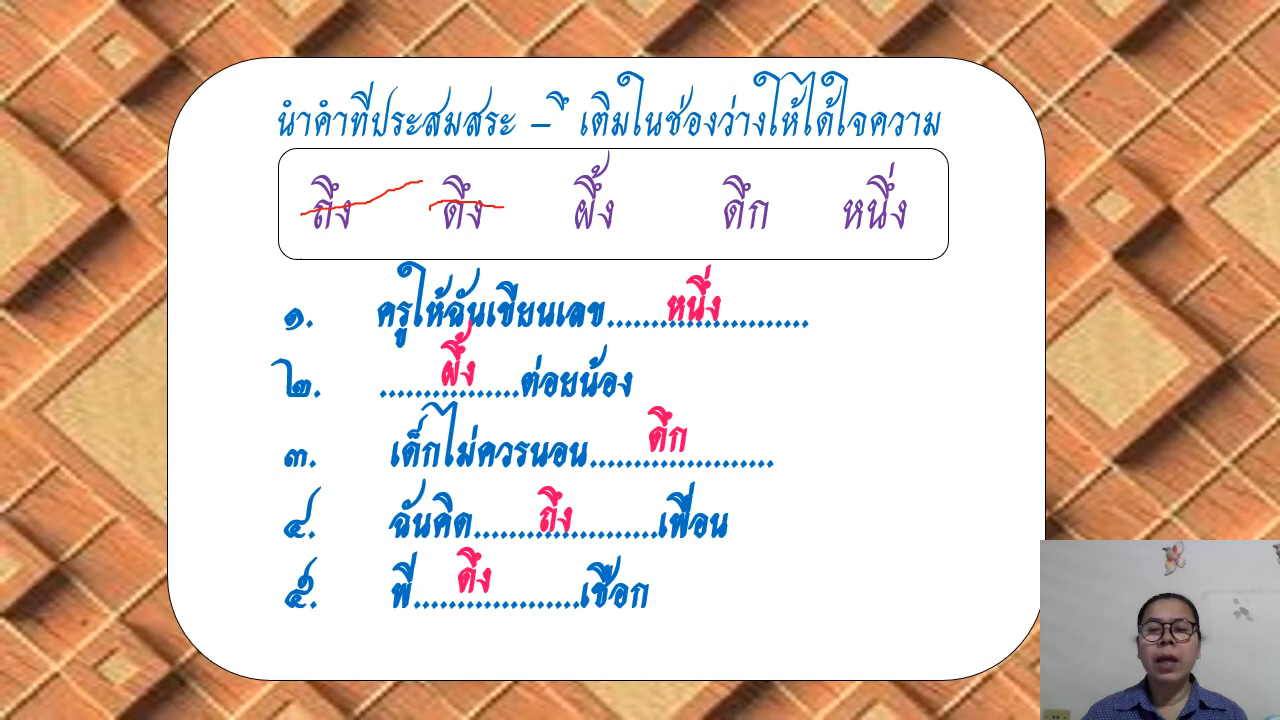 นำคำที่ประสมสระ –ึ เติมในช่องว่างให้ได้ใจความ
ถึง ดึง ผึ้ง ดึก หนึ่ง
๑. ครูให้ฉันเขียนเลข.......หนึ่ง..........
๒. .......ผึ้ง.....ต่อยน้อง
๓. เด็กไม่ควรนอน.......ดึก..........
๔. ฉันคิด.......ถึง..........เพื่อน
๕. พี่.....ดึง..........เชือก